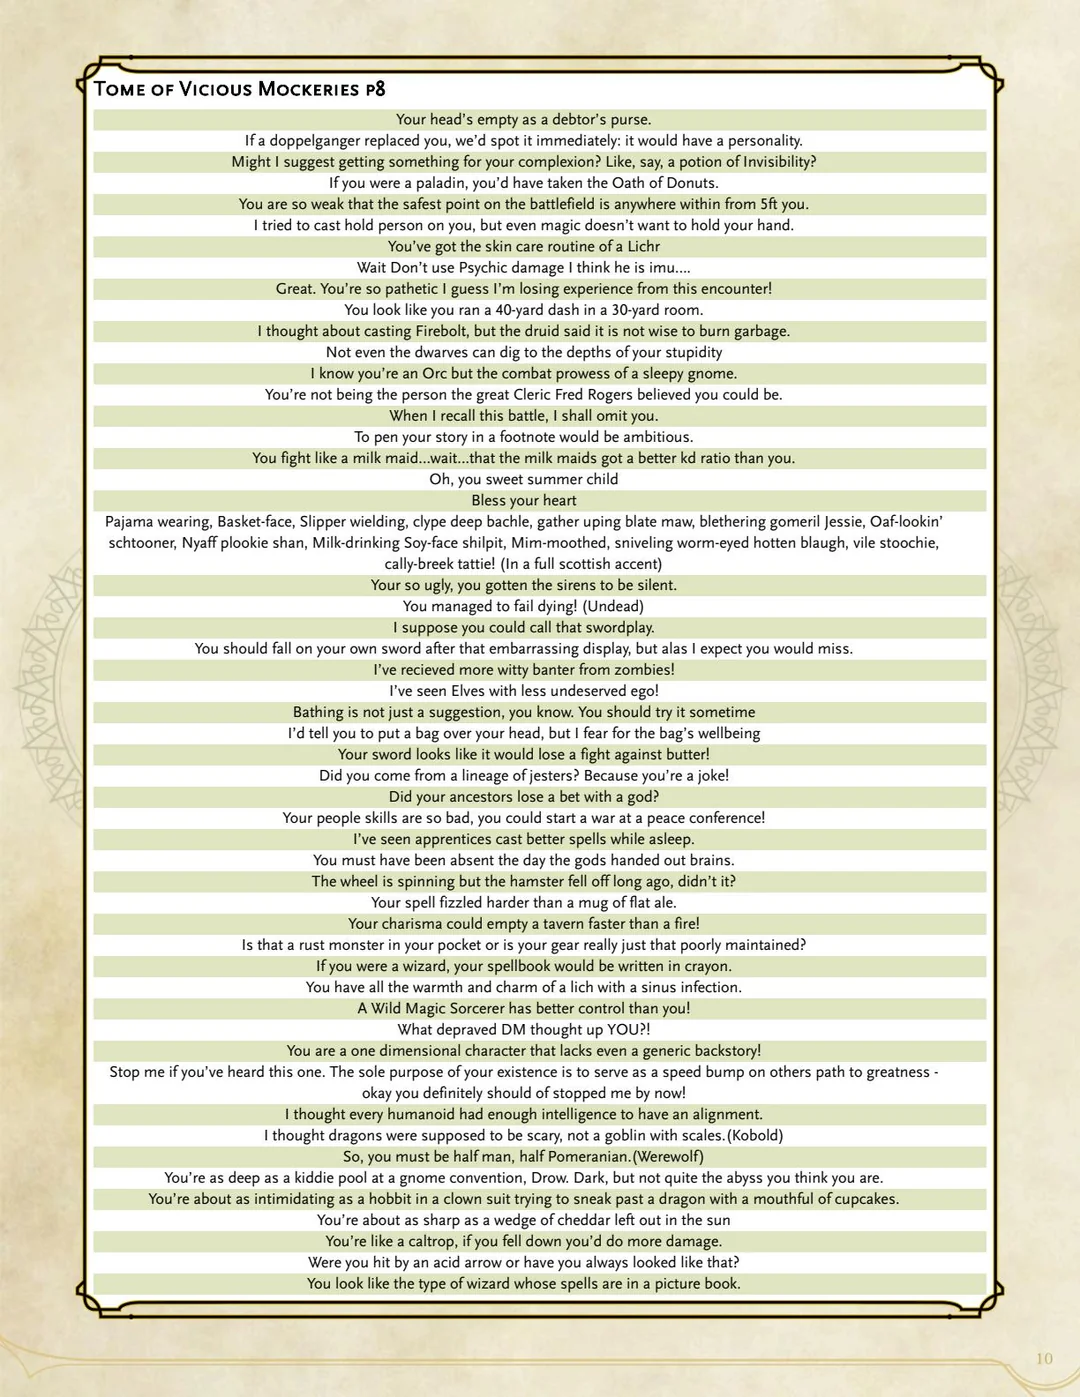 Tome of Vicious Mockeries p8
Your head's empty as a debtor's purse.
If a doppelganger replaced you, we'd spot it immediately: it would have a personality.
Might I suggest getting something for your complexion? Like, say, a potion of Invisibility?
If you were a paladin, you'd have taken the Oath of Donuts.
You are so weak that the safest point on the battlefield is anywhere within from 5ft you.
I tried to cast hold person on you, but even magic doesn't want to hold your hand.
You've got the skin care routine of a Lichr
Wait Don't use Psychic damage I think he is imu....
Great. You're so pathetic I guess I'm losing experience from this encounter!
You look like you ran a 40-yard dash in a 30-yard room.
I thought about casting Firebolt, but the druid said it is not wise to burn garbage.
Not even the dwarves can dig to the depths of your stupidity
I know you're an Orc but the combat prowess of a sleepy gnome.
You're not being the person the great Cleric Fred Rogers believed you could be.
When I recall this battle, I shall omit you.
To pen your story in a footnote would be ambitious.
You fight like a milk maid...wait...that the milk maids got a better kd ratio than you.
Oh, you sweet summer child
Bless your heart
Pajama wearing, Basket-face, Slipper wielding, clype deep bachle, gather uping blate maw, blethering gomeril Jessie, Oaf-lookin'
schtooner, Nyaff plookie shan, Milk-drinking Soy-face shilpit, Mim-moothed, sniveling worm-eyed hotten blaugh, vile stoochie,
cally-breek tattie! (In a full scottish accent)
Your so ugly, you gotten the sirens to be silent.
You managed to fail dying! (Undead)
I suppose you could call that swordplay.
You should fall on your own sword after that embarrassing display, but alas I expect you would miss.
I've recieved more witty banter from zombies!
I've seen Elves with less undeserved ego!
Bathing is not just a suggestion, you know. You should try it sometime
I'd tell you to put a bag over your head, but I fear for the bag's wellbeing
Your sword looks like it would lose a fight against butter!
Did you come from a lineage of jesters? Because you're a joke!
Did your ancestors lose a bet with a god?
Your people skills are so bad, you could start a war at a peace conference!
I've seen apprentices cast better spells while asleep.
You must have been absent the day the gods handed out brains.
The wheel is spinning but the hamster fell off long ago, didn't it?
Your spell fizzled harder than a mug of flat ale.
Your charisma could empty a tavern faster than a fire!
Is that a rust monster in your pocket or is your gear really just that poorly maintained?
If you were a wizard, your spellbook would be written in crayon.
You have all the warmth and charm of a lich with a sinus infection.
A Wild Magic Sorcerer has better control than you!
What depraved DM thought up YOU?!
You are a one dimensional character that lacks even a generic backstory!
Stop me if you've heard this one. The sole purpose of your existence is to serve as a speed bump on others path to greatness -
okay you definitely should of stopped me by now!
I thought every humanoid had enough intelligence to have an alignment.
I thought dragons were supposed to be scary, not a goblin with scales.(Kobold)
So, you must be half man, half Pomeranian.(Werewolf)
You're as deep as a kiddie pool at a gnome convention, Drow. Dark, but not quite the abyss you think you are.
You're about as intimidating as a hobbit in a clown suit trying to sneak past a dragon with a mouthful of cupcakes.
You're about as sharp as a wedge of cheddar left out in the sun
You're like a caltrop, if you fell down you'd do more damage.
Were you hit by an acid arrow or have you always looked like that?
You look like the type of wizard whose spells are in a picture book.
10